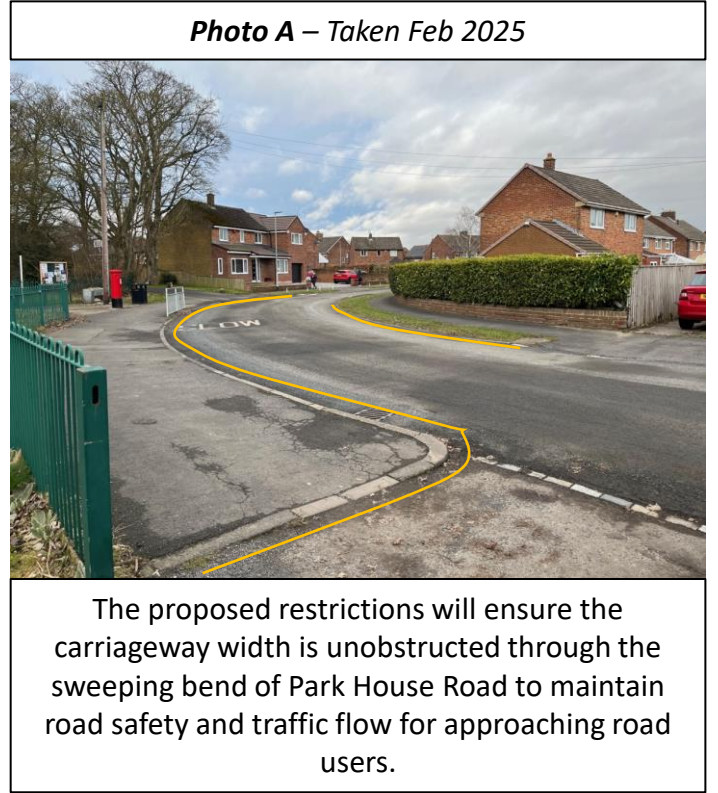 Photo A – Taken Feb 2025
SLOW
The proposed restrictions will ensure the
carriageway width is unobstructed through the
sweeping bend of Park House Road to maintain
road safety and traffic flow for approaching road
users.